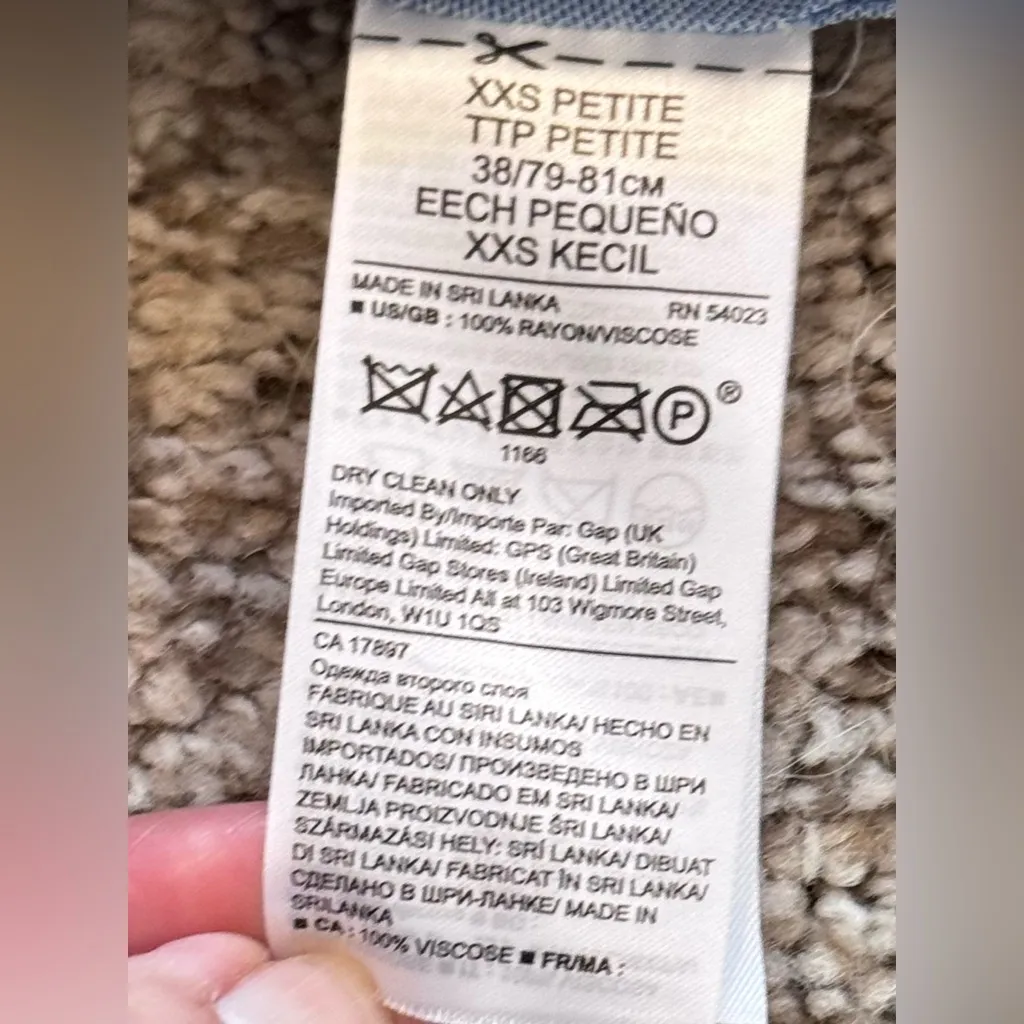 XXS PETITE
TTP PETITE
38/79-81CM
EECH PEQUEÑO
XXS KECIL
MADE IN SRI LANKA RN 54023
■ US/GB : 100% RAYON/VISCOSE
P ®
1166
DRY CLEAN ONLY
Imported By/Importe Par: Gap (UK
Holdings) Limited: GPS (Great Britain)
Limited Gap Stores (Ireland) Limited Gap
Europe Limited All at 103 Wigmore Street,
London, W1U 1QS
CA 17897
Одежда второго слоя
FABRIQUE AU SIRI LANKA/ HECHO EN
SRI LANKA CON INSUMOS
IMPORTADOS/ ПРОИЗВЕДЕНО В ШРИ
ЛАНКА/ FABRICADO EM SRI LANKA/
ZEMLJA PROIZVODNJE ŠRI LANKA/
SZÁRMAZÁSI HELY: SRÍ LANKA/ DIBUAT
DI SRI LANKA/ FABRICAT ÎN SRI LANKA/
СДЕЛАНО В ШРИ-ЛАНКЕ/ MADE IN
SRILANKA
■ CA : 100% VISCOSE ■ FR/MA :